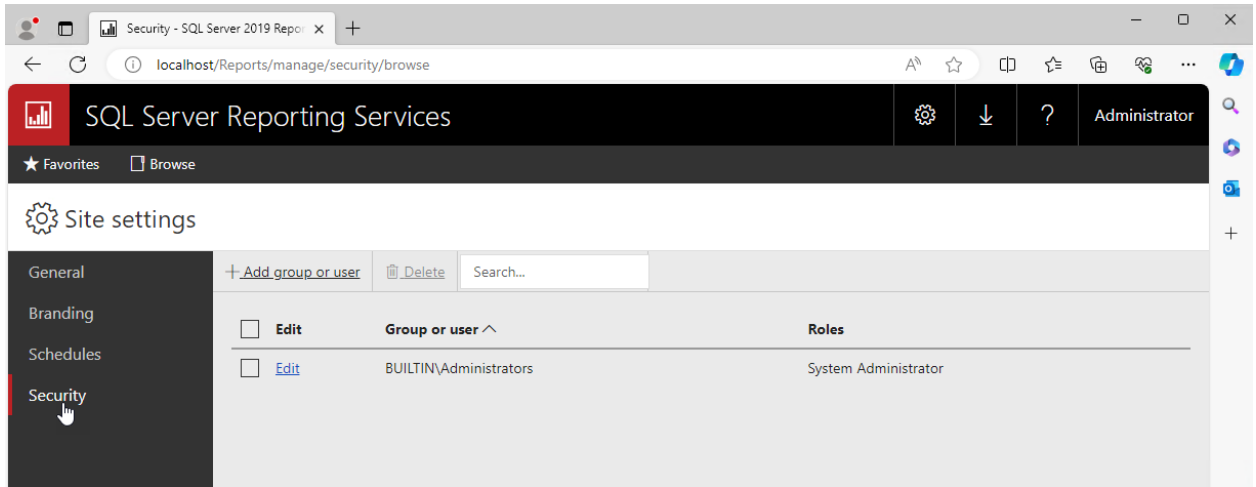 Security - SQL Server 2019 Repor
localhost/Reports/manage/security/browse
SQL Server Reporting Services
? Administrator
Favorites Browse
Site settings
General
Branding
Schedules
Security
+ Add group or user Delete Search...
Edit Group or user Roles
Edit BUILTIN\Administrators System Administrator